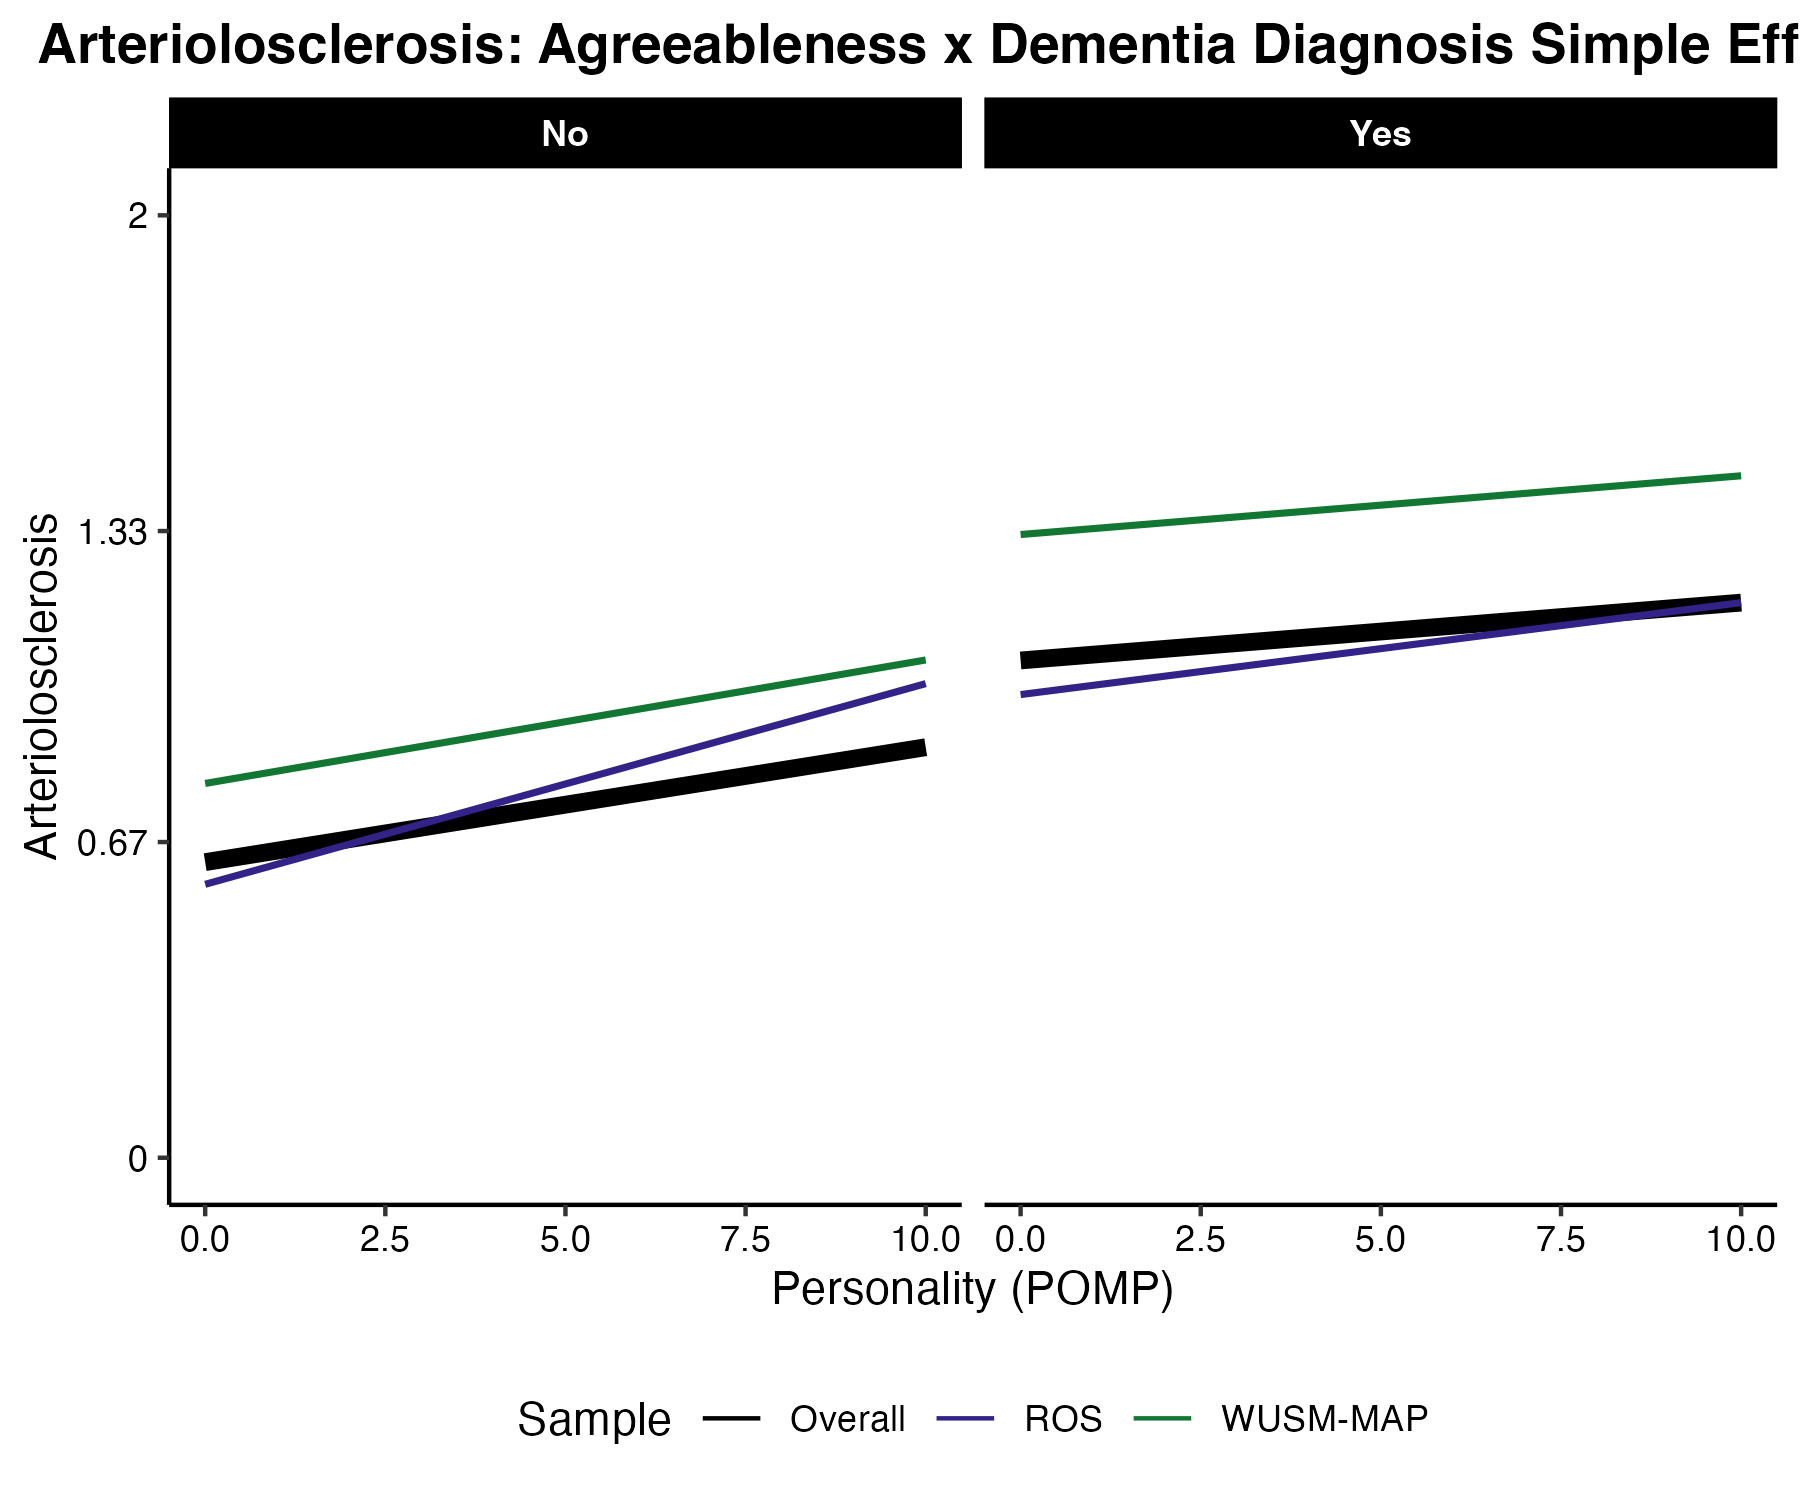 Arteriolosclerosis: Agreeableness x Dementia Diagnosis Simple Eff
No Yes
2
1.33
0.67
0
Arteriolosclerosis
0.0 2.5 5.0 7.5 10.0 0.0 2.5 5.0 7.5 10.0
Personality (POMP)
Sample Overall ROS WUSM-MAP